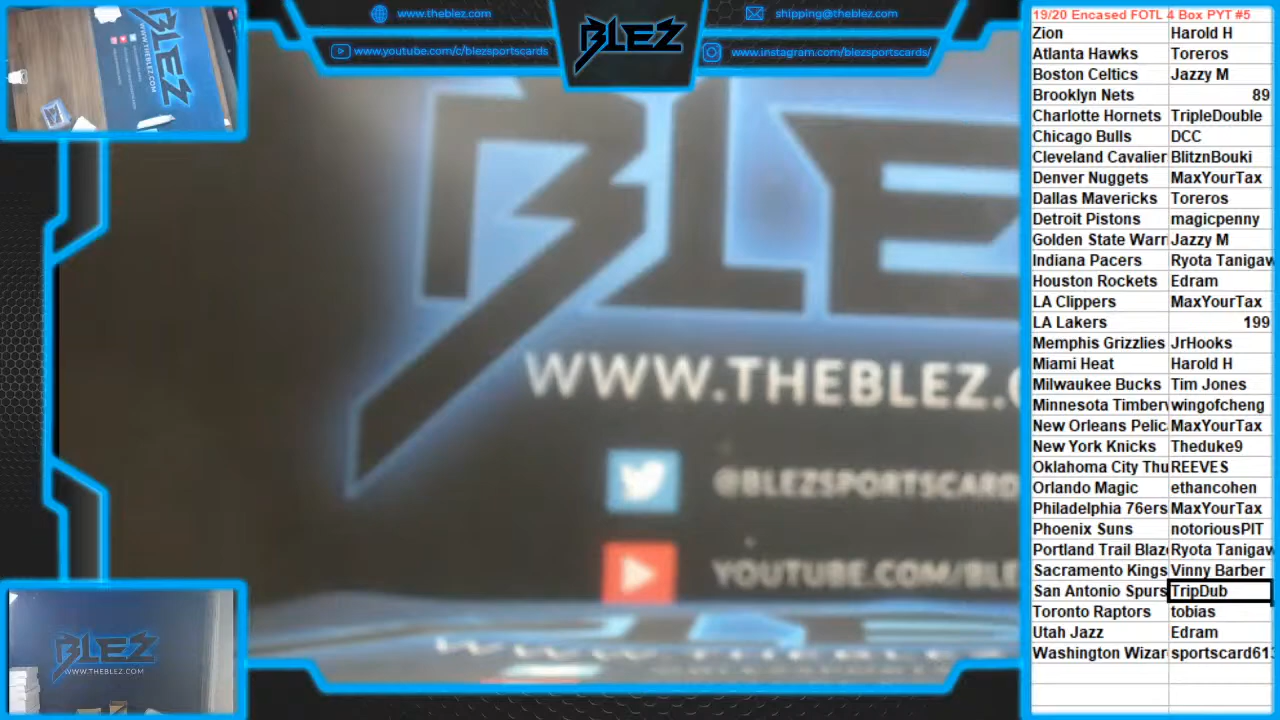 www.theblez.com
www.youtube.com/c/blezsportscards
BLEZ
shipping@theblez.com
www.instagram.com/blezsportscards/
BLEZ
WWW.THEBLEZ.COM
BLE
WWW.THEBLEZ.
@BLEZSPORTSCARD
YOUTUBE.COM/BLE
BLEZ
WWW.THEBLEZ.COM
19/20 Encased FOTL 4 Box PYT #5
Zion Harold H
Atlanta Hawks Toreros
Boston Celtics Jazzy M
Brooklyn Nets 89
Charlotte Hornets TripleDouble
Chicago Bulls DCC
Cleveland Cavalier BlitznBouki
Denver Nuggets MaxYourTax
Dallas Mavericks Toreros
Detroit Pistons magicpenny
Golden State Warr Jazzy M
Indiana Pacers Ryota Tanigaw
Houston Rockets Edram
LA Clippers MaxYourTax
LA Lakers 199
Memphis Grizzlies JrHooks
Miami Heat Harold H
Milwaukee Bucks Tim Jones
Minnesota Timberv wingofcheng
New Orleans Pelic MaxYourTax
New York Knicks Theduke9
Oklahoma City Thu REEVES
Orlando Magic ethancohen
Philadelphia 76ers MaxYourTax
Phoenix Suns notoriousPIT
Portland Trail Blaz Ryota Tanigaw
Sacramento Kings Vinny Barber
San Antonio Spurs TripDub
Toronto Raptors tobias
Utah Jazz Edram
Washington Wizar sportscard613